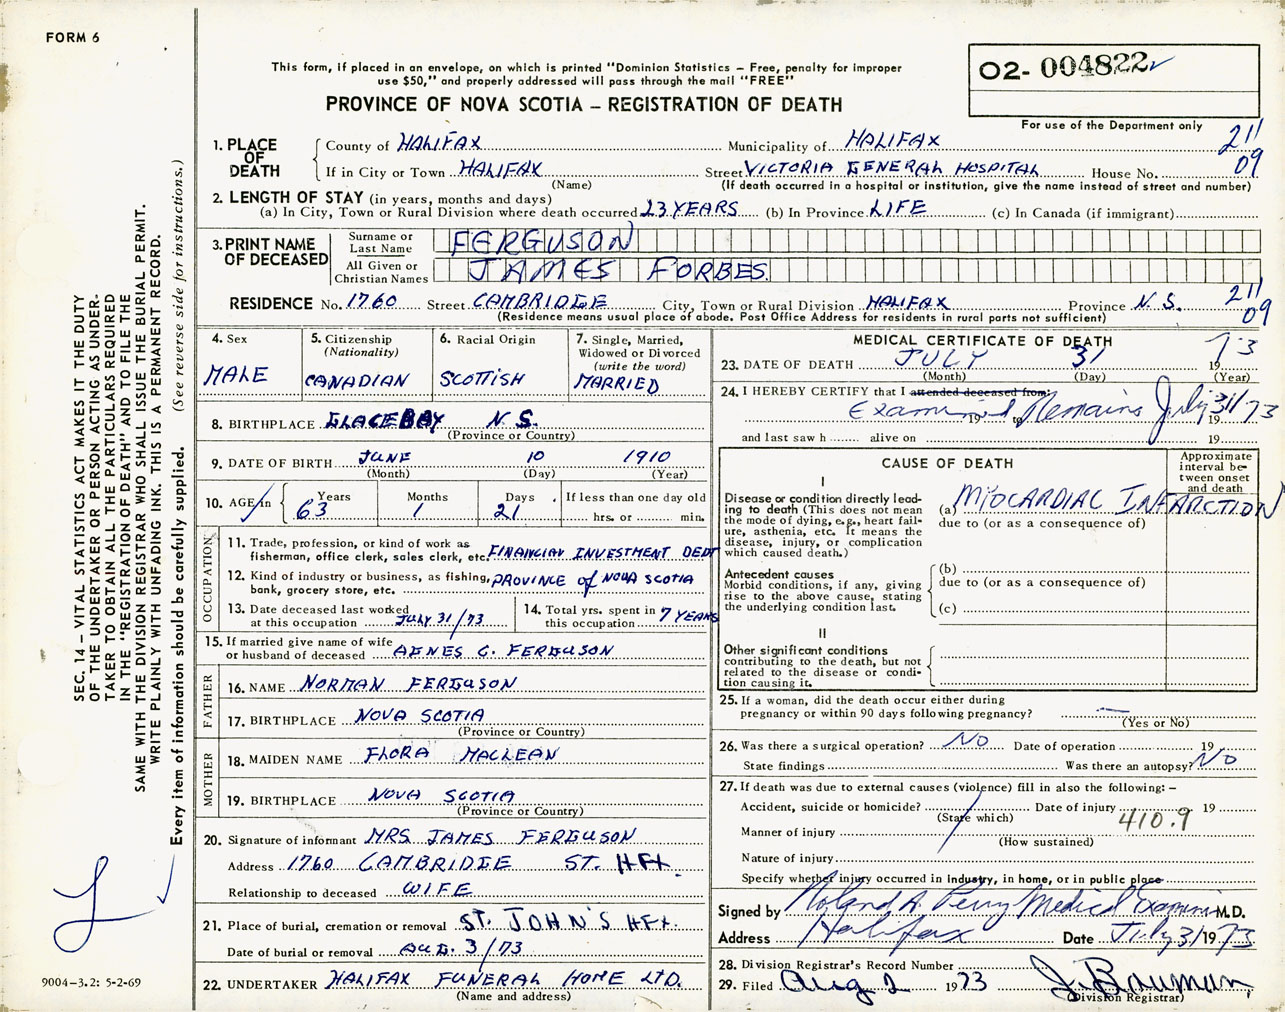 FORM 6
This form, if placed in an envelope, on which is printed "Dominion Statistics – Free, penalty for improper
use $50," and properly addressed will pass through the mail "FREE"
PROVINCE OF NOVA SCOTIA – REGISTRATION OF DEATH
02- 004822
For use of the Department only
1. PLACE OF DEATH
County of HALIFAX Municipality of HALIFAX 211
If in City or Town HALIFAX Street VICTORIA GENERAL HOSPITAL House No. 09
(Name) (If death occurred in a hospital or institution, give the name instead of street and number)
2. LENGTH OF STAY (in years, months and days)
(a) In City, Town or Rural Division where death occurred 23 YEARS (b) In Province LIFE (c) In Canada (if immigrant)
3. PRINT NAME OF DECEASED
Surname or Last Name FERGUSON
All Given or Christian Names JAMES FORBES
RESIDENCE No. 1760 Street CAMBRIDGE City, Town or Rural Division HALIFAX Province N.S. 211
(Residence means usual place of abode. Post Office Address for residents in rural parts not sufficient) 09
4. Sex
MALE
5. Citizenship
(Nationality)
CANADIAN
6. Racial Origin
SCOTTISH
7. Single, Married,
Widowed or Divorced
(write the word)
MARRIED
8. BIRTHPLACE GLACE BAY N.S.
(Province or Country)
9. DATE OF BIRTH JUNE 10 1910
(Month) (Day) (Year)
10. AGE in Years 63 Months 1 Days 21 If less than one day old
hrs. or min.
OCCUPATION
11. Trade, profession, or kind of work as
fisherman, office clerk, sales clerk, etc. FINANCIAL INVESTMENT DEPT
12. Kind of industry or business, as fishing,
bank, grocery store, etc. PROVINCE of NOVA SCOTIA
13. Date deceased last worked
at this occupation JULY 31/73
14. Total yrs. spent in
this occupation 7 YEARS
15. If married give name of wife
or husband of deceased AGNES C. FERGUSON
FATHER
16. NAME NORMAN FERGUSON
17. BIRTHPLACE NOVA SCOTIA
(Province or Country)
MOTHER
18. MAIDEN NAME FLORA MACLEAN
19. BIRTHPLACE NOVA SCOTIA
(Province or Country)
20. Signature of informant MRS JAMES FERGUSON
Address 1760 CAMBRIDGE ST. HFX.
Relationship to deceased WIFE
21. Place of burial, cremation or removal ST. JOHN'S HFX.
Date of burial or removal AUG. 3/73
22. UNDERTAKER HALIFAX FUNERAL HOME LTD.
(Name and address)
MEDICAL CERTIFICATE OF DEATH
23. DATE OF DEATH JULY 31 1973
(Month) (Day) (Year)
24. I HEREBY CERTIFY that I attended deceased from:
Examined 19 to Remains July 31/ 19 73
and last saw h alive on 19
CAUSE OF DEATH
Approximate
interval be-
tween onset
and death
I
Disease or condition directly lead-
ing to death (This does not mean
the mode of dying, e.g., heart fail-
ure, asthenia, etc. It means the
disease, injury, or complication
which caused death.)
(a) MYOCARDIAL INFARCTION
due to (or as a consequence of)
Antecedent causes
Morbid conditions, if any, giving
rise to the above cause, stating
the underlying condition last.
(b)
due to (or as a consequence of)
(c)
II
Other significant conditions
contributing to the death, but not
related to the disease or condi-
tion causing it.
25. If a woman, did the death occur either during
pregnancy or within 90 days following pregnancy? —
(Yes or No)
26. Was there a surgical operation? NO Date of operation 19
State findings Was there an autopsy? NO
27. If death was due to external causes (violence) fill in also the following: –
Accident, suicide or homicide? Date of injury 19
(State which) 410.9
Manner of injury
(How sustained)
Nature of injury
Specify whether injury occurred in Industry, in home, or in public place
Signed by Roland A. Perry Medical Examiner M.D.
Address Halifax Date July 31 1973
28. Division Registrar's Record Number
29. Filed Aug 2 1973 J. Bauman
(Division Registrar)
SEC. 14 – VITAL STATISTICS ACT MAKES IT THE DUTY
OF THE UNDERTAKER OR PERSON ACTING AS UNDER-
TAKER TO OBTAIN ALL THE PARTICULARS REQUIRED
IN THE "REGISTRATION OF DEATH" AND TO FILE THE
SAME WITH THE DIVISION REGISTRAR WHO SHALL ISSUE THE BURIAL PERMIT.
WRITE PLAINLY WITH UNFADING INK. THIS IS A PERMANENT RECORD.
Every item of information should be carefully supplied. (See reverse side for instructions.)
9004-3.2: 5-2-69